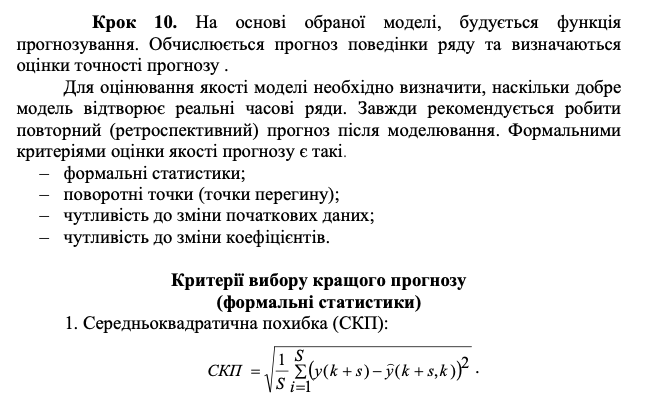 Крок 10. На основі обраної моделі, будується функція
прогнозування. Обчислюється прогноз поведінки ряду та визначаються
оцінки точності прогнозу .
Для оцінювання якості моделі необхідно визначити, наскільки добре
модель відтворює реальні часові ряди. Завжди рекомендується робити
повторний (ретроспективний) прогноз після моделювання. Формальними
критеріями оцінки якості прогнозу є такі.
– формальні статистики;
– поворотні точки (точки перегину);
– чутливість до зміни початкових даних;
– чутливість до зміни коефіцієнтів.
Критерії вибору кращого прогнозу
(формальні статистики)
1. Середньоквадратична похибка (СКП):
СКП = √(1/S Σ_{i=1}^{S} (y(k + s) − ŷ(k + s,k))²) .